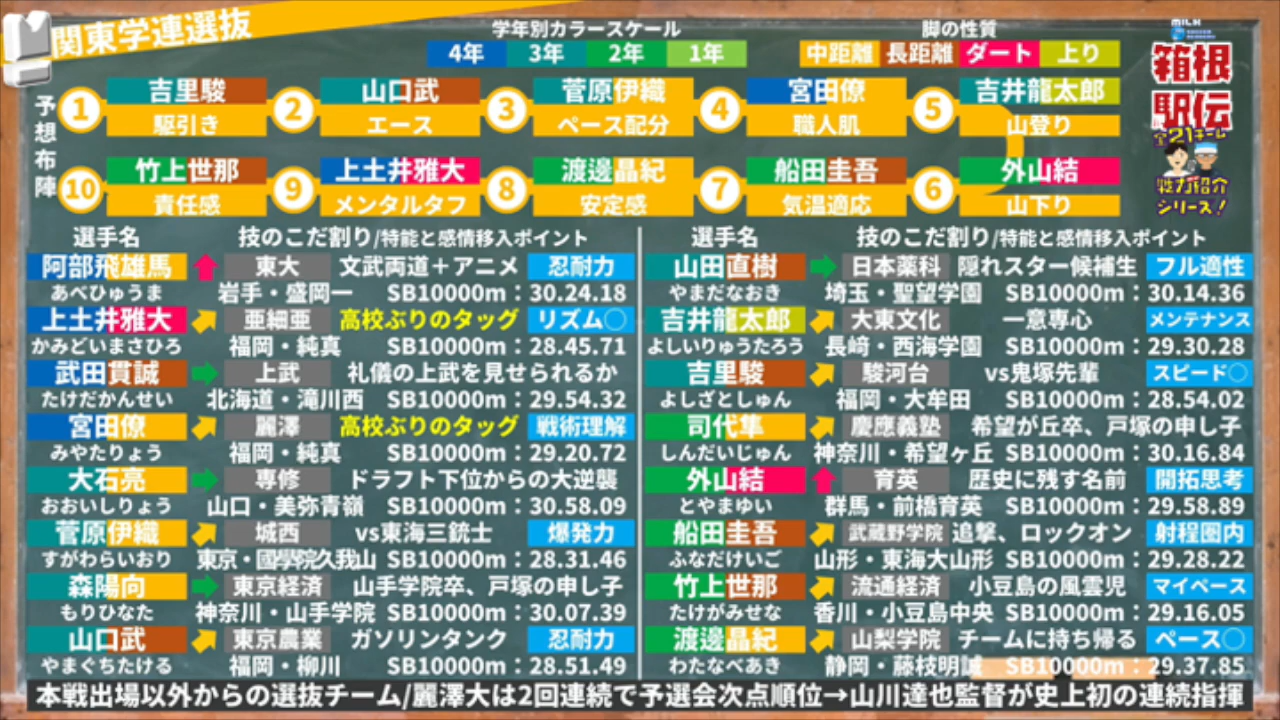 関東学連選抜
学年別カラースケール
4年 3年 2年 1年
脚の性質
中距離 長距離 ダート 上り
箱根駅伝
全21チーム
戦力紹介
シリーズ!
予想布陣
1 吉里駿 駆引き
2 山口武 エース
3 菅原伊織 ペース配分
4 宮田僚 職人肌
5 吉井龍太郎 山登り
10 竹上世那 責任感
9 上土井雅大 メンタルタフ
8 渡邊晶紀 安定感
7 船田圭吾 気温適応
6 外山結 山下り
選手名 技のこだ割り/特能と感情移入ポイント
阿部飛雄馬 東大 文武両道+アニメ 忍耐力
あべひゅうま 岩手・盛岡一 SB10000m:30.24.18
上土井雅大 亜細亜 高校ぶりのタッグ リズム○
かみどいまさひろ 福岡・純真 SB10000m:28.45.71
武田貫誠 上武 礼儀の上武を見せられるか
たけだかんせい 北海道・滝川西 SB10000m:29.54.32
宮田僚 麗澤 高校ぶりのタッグ 戦術理解
みやたりょう 福岡・純真 SB10000m:29.20.72
大石亮 専修 ドラフト下位からの大逆襲
おおいしりょう 山口・美弥青嶺 SB10000m:30.58.09
菅原伊織 城西 vs東海三銃士 爆発力
すがわらいおり 東京・國學院久我山 SB10000m:28.31.46
森陽向 東京経済 山手学院卒、戸塚の申し子
もりひなた 神奈川・山手学院 SB10000m:30.07.39
山口武 東京農業 ガソリンタンク 忍耐力
やまぐちたける 福岡・柳川 SB10000m:28.51.49
選手名 技のこだ割り/特能と感情移入ポイント
山田直樹 日本薬科 隠れスター候補生 フル適性
やまだなおき 埼玉・聖望学園 SB10000m:30.14.36
吉井龍太郎 大東文化 一意専心 メンテナンス
よしいりゅうたろう 長崎・西海学園 SB10000m:29.30.28
吉里駿 駿河台 vs鬼塚先輩 スピード○
よしざとしゅん 福岡・大牟田 SB10000m:28.54.02
司代隼 慶應義塾 希望が丘卒、戸塚の申し子
しんだいじゅん 神奈川・希望ヶ丘 SB10000m:30.16.84
外山結 育英 歴史に残す名前 開拓思考
とやまゆい 群馬・前橋育英 SB10000m:29.58.89
船田圭吾 武蔵野学院 追撃、ロックオン 射程圏内
ふなだけいご 山形・東海大山形 SB10000m:29.28.22
竹上世那 流通経済 小豆島の風雲児 マイペース
たけがみせな 香川・小豆島中央 SB10000m:29.16.05
渡邊晶紀 山梨学院 チームに持ち帰る ペース○
わたなべあき 静岡・藤枝明誠 SB10000m:29.37.85
本戦出場以外からの選抜チーム/麗澤大は2回連続で予選会次点順位→山川達也監督が史上初の連続指揮